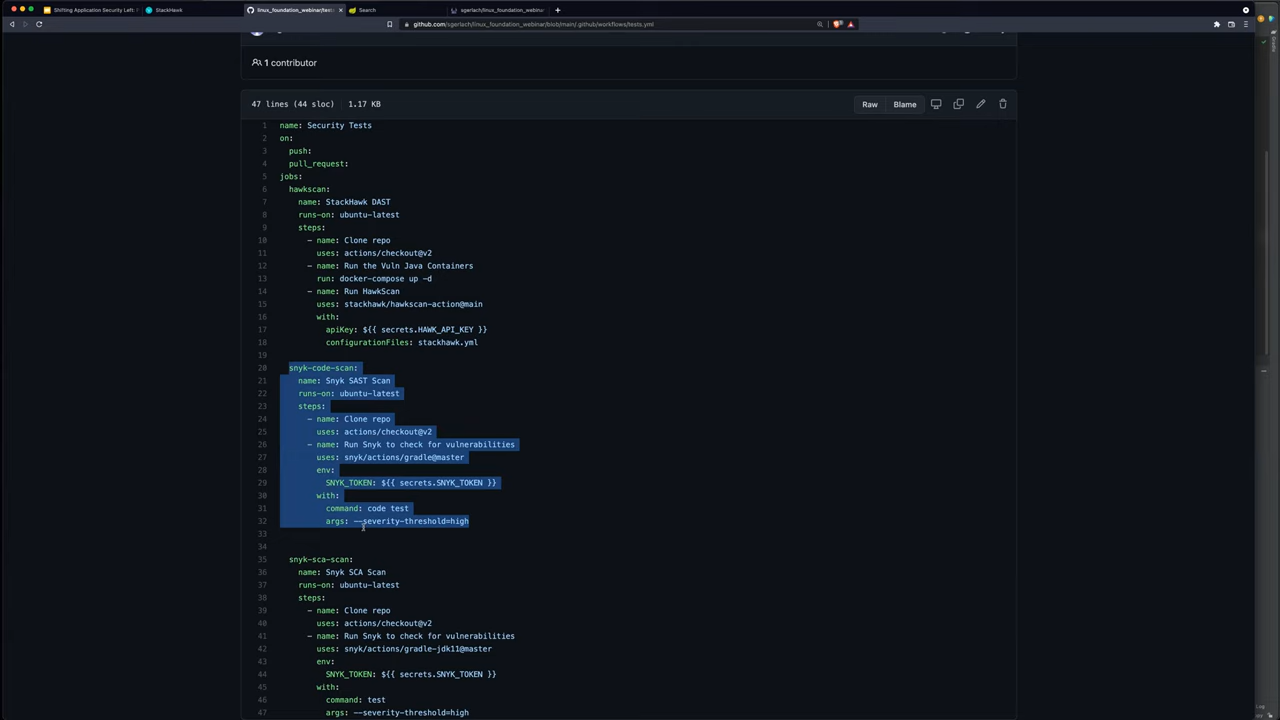 Shifting Application Security Left:
StackHawk
linux_foundation_webinar/test
Search
sgerlach/linux_foundation_webinar
github.com/sgerlach/linux_foundation_webinar/blob/main/.github/workflows/tests.yml
1 contributor
47 lines (44 sloc) 1.17 KB
Raw Blame
1 name: Security Tests
2 on:
3 push:
4 pull_request:
5 jobs:
6 hawkscan:
7 name: StackHawk DAST
8 runs-on: ubuntu-latest
9 steps:
10 - name: Clone repo
11 uses: actions/checkout@v2
12 - name: Run the Vuln Java Containers
13 run: docker-compose up -d
14 - name: Run HawkScan
15 uses: stackhawk/hawkscan-action@main
16 with:
17 apiKey: ${{ secrets.HAWK_API_KEY }}
18 configurationFiles: stackhawk.yml
19
20 snyk-code-scan:
21 name: Snyk SAST Scan
22 runs-on: ubuntu-latest
23 steps:
24 - name: Clone repo
25 uses: actions/checkout@v2
26 - name: Run Snyk to check for vulnerabilities
27 uses: snyk/actions/gradle@master
28 env:
29 SNYK_TOKEN: ${{ secrets.SNYK_TOKEN }}
30 with:
31 command: code test
32 args: --severity-threshold=high
33
34
35 snyk-sca-scan:
36 name: Snyk SCA Scan
37 runs-on: ubuntu-latest
38 steps:
39 - name: Clone repo
40 uses: actions/checkout@v2
41 - name: Run Snyk to check for vulnerabilities
42 uses: snyk/actions/gradle-jdk11@master
43 env:
44 SNYK_TOKEN: ${{ secrets.SNYK_TOKEN }}
45 with:
46 command: test
47 args: --severity-threshold=high